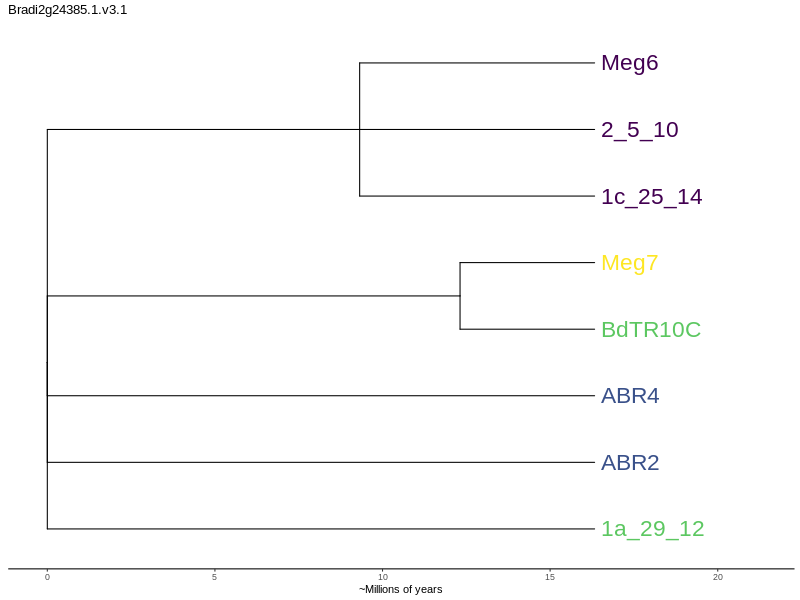 Bradi2g24385.1.v3.1
Meg6
2_5_10
1c_25_14
Meg7
BdTR10C
ABR4
ABR2
1a_29_12
0 5 10 15 20
~Millions of years